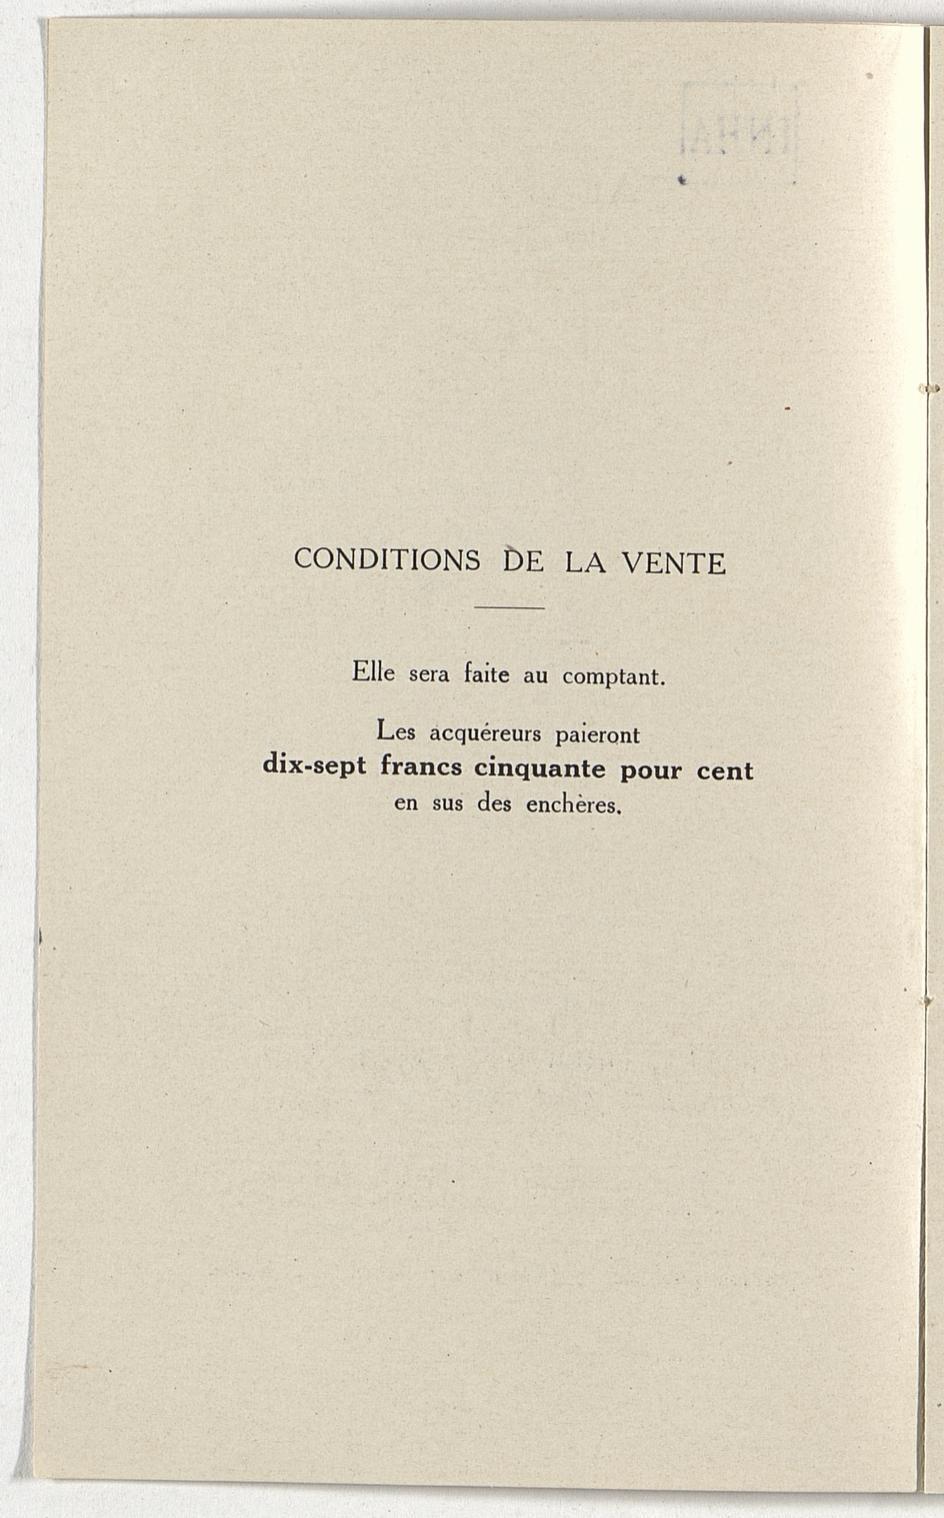 CONDITIONS DE LA VENTE
Elle sera faite au comptant.
Les acquéreurs paieront
dix-sept francs cinquante pour cent
en sus des enchères.